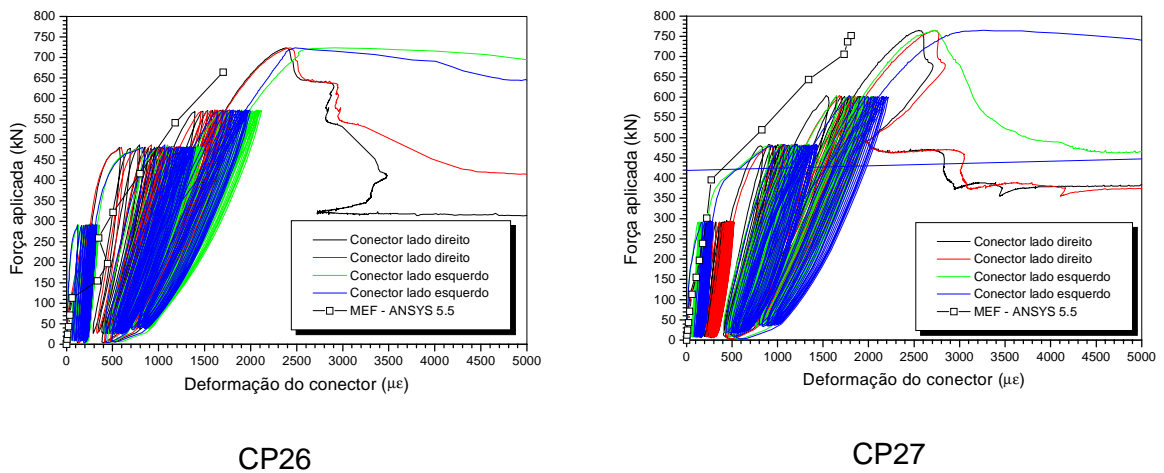 800
750
700
650
600
550
500
450
400
350
300
250
200
150
100
50
0
Força aplicada (kN)
Conector lado direito
Conector lado direito
Conector lado esquerdo
Conector lado esquerdo
MEF - ANSYS 5.5
0 500 1000 1500 2000 2500 3000 3500 4000 4500 5000
Deformação do conector (με)
CP26
800
750
700
650
600
550
500
450
400
350
300
250
200
150
100
50
0
Força aplicada (kN)
Conector lado direito
Conector lado direito
Conector lado esquerdo
Conector lado esquerdo
MEF - ANSYS 5.5
0 500 1000 1500 2000 2500 3000 3500 4000 4500 5000
Deformação do conector (με)
CP27